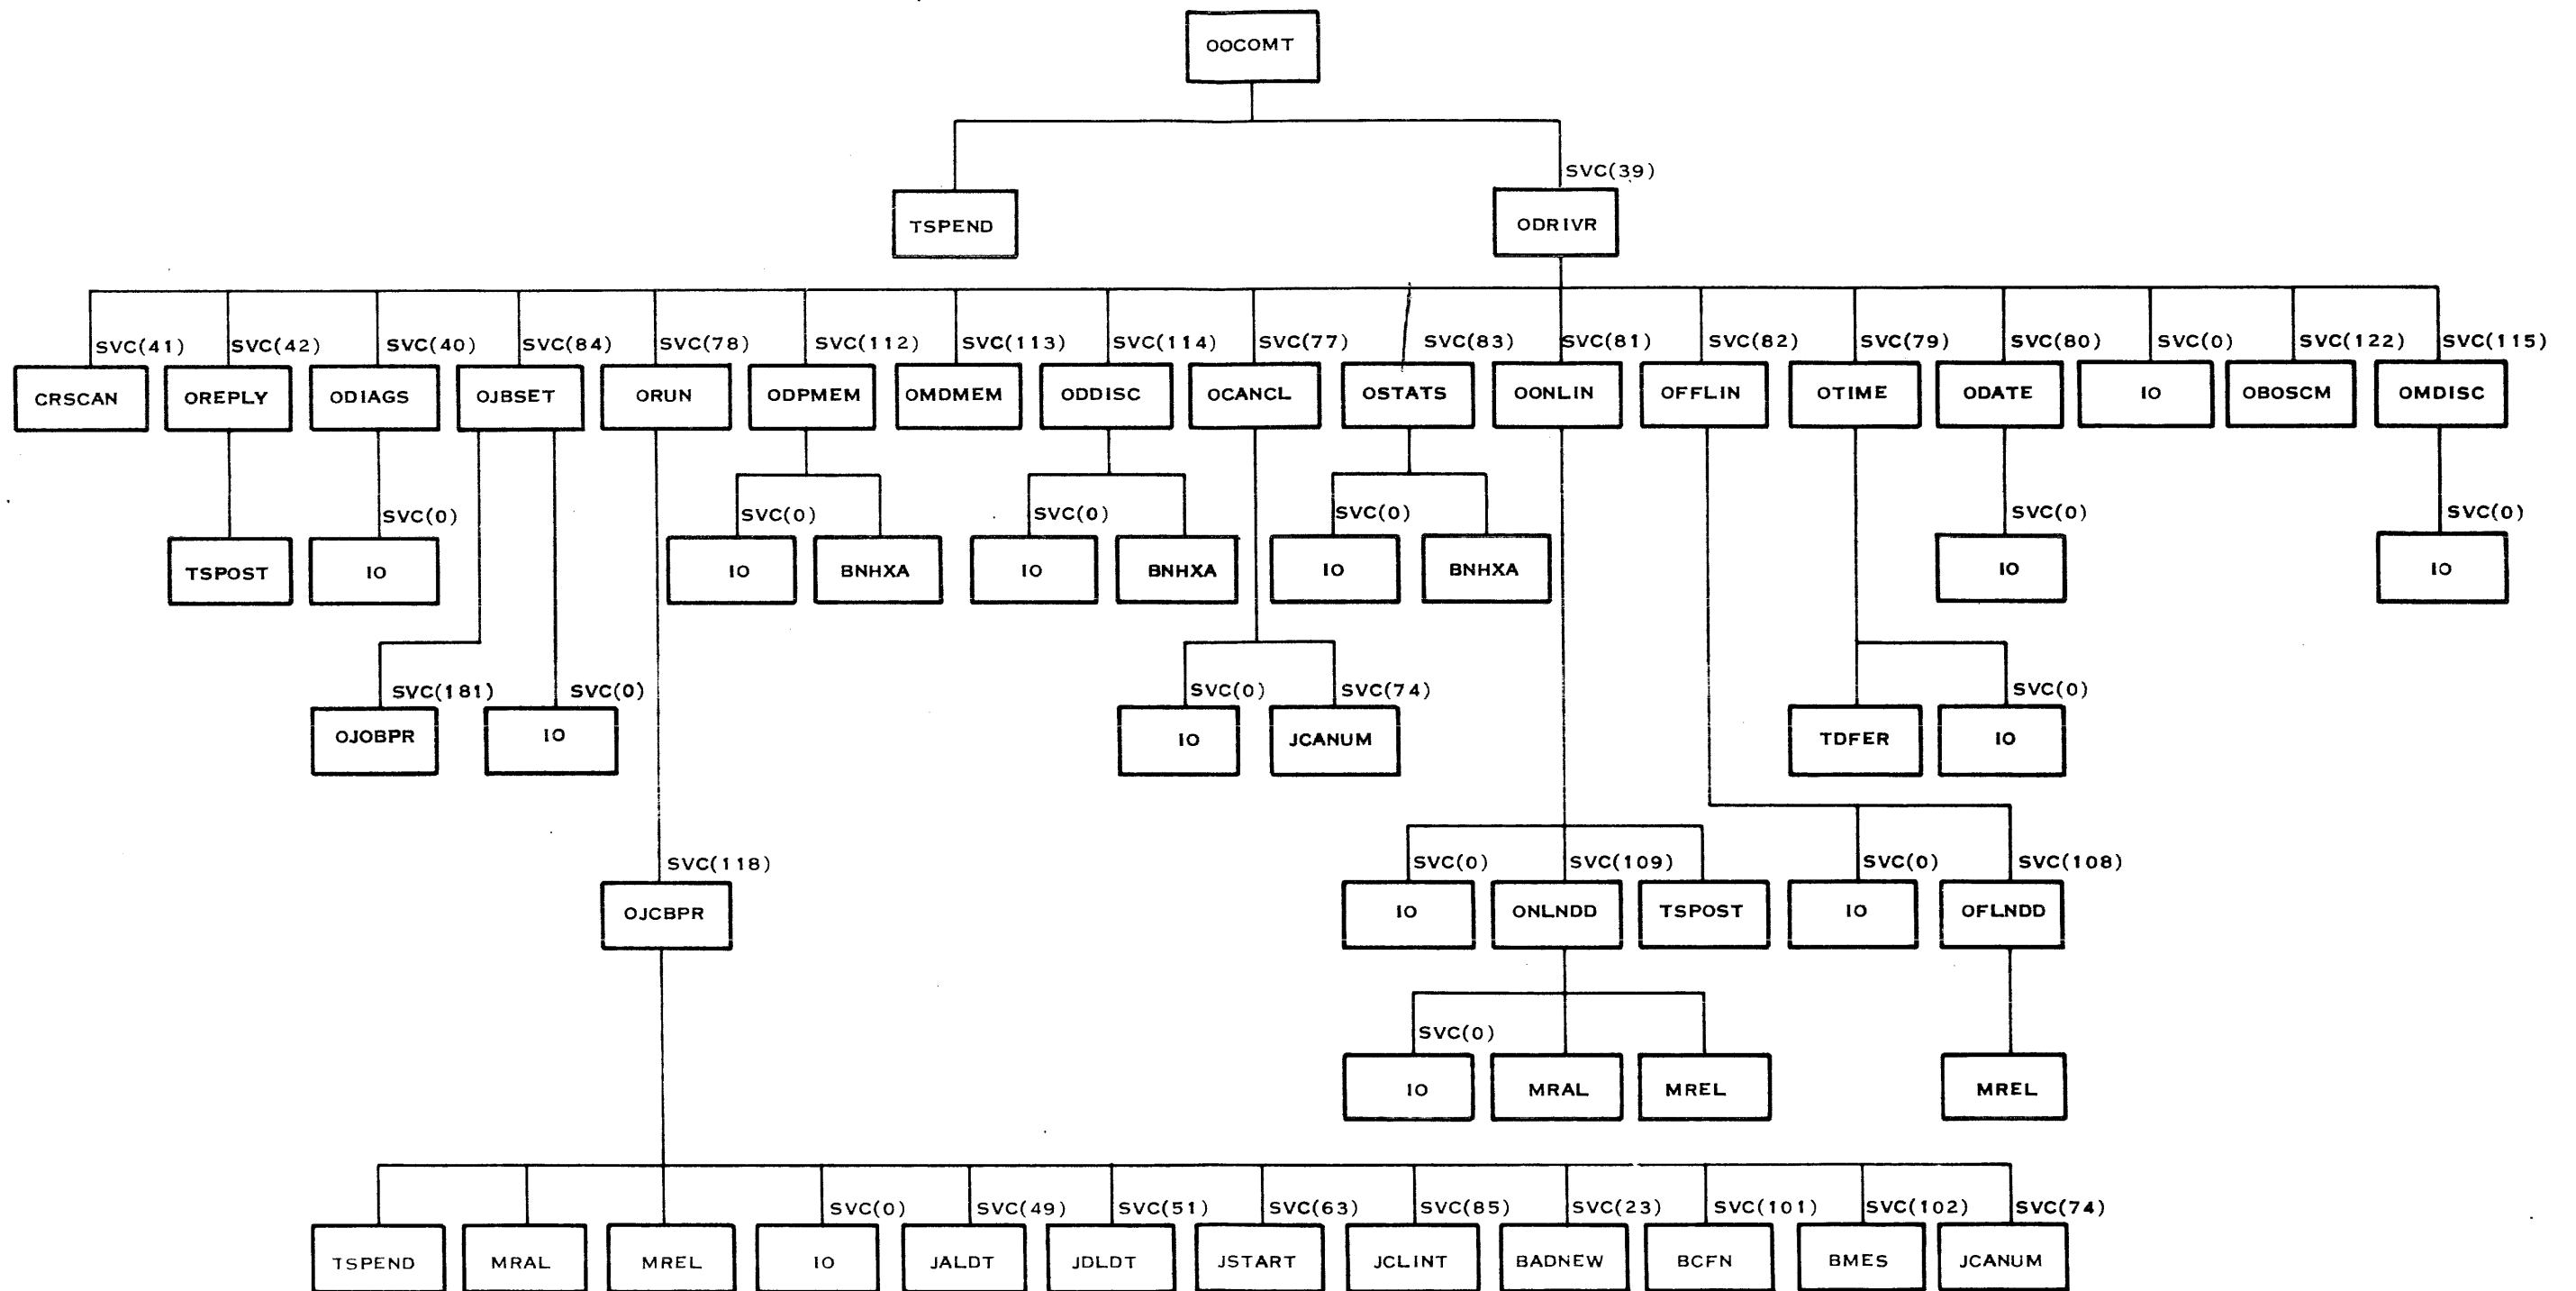 OOCOMT
SVC(39)
TSPEND
ODRIVR
SVC(41) SVC(42) SVC(40) SVC(84) SVC(78) SVC(112) SVC(113) SVC(114) SVC(77) SVC(83) SVC(81) SVC(82) SVC(79) SVC(80) SVC(0) SVC(122) SVC(115)
CRSCAN OREPLY ODIAGS OJBSET ORUN ODPMEM OMDMEM ODDISC OCANCL OSTATS OONLIN OFFLIN OTIME ODATE IO OBOSCM OMDISC
SVC(0) SVC(0) SVC(0) SVC(0) SVC(0) SVC(0)
TSPOST IO IO BNHXA IO BNHXA IO BNHXA IO IO
SVC(181) SVC(0) SVC(0) SVC(74) SVC(0)
OJOBPR IO IO JCANUM TDFER IO
SVC(118) SVC(0) SVC(109) SVC(0) SVC(108)
OJCBPR IO ONLNDD TSPOST IO OFLNDD
SVC(0)
IO MRAL MREL MREL
SVC(0) SVC(49) SVC(51) SVC(63) SVC(85) SVC(23) SVC(101) SVC(102) SVC(74)
TSPEND MRAL MREL IO JALDT JDLDT JSTART JCLINT BADNEW BCFN BMES JCANUM